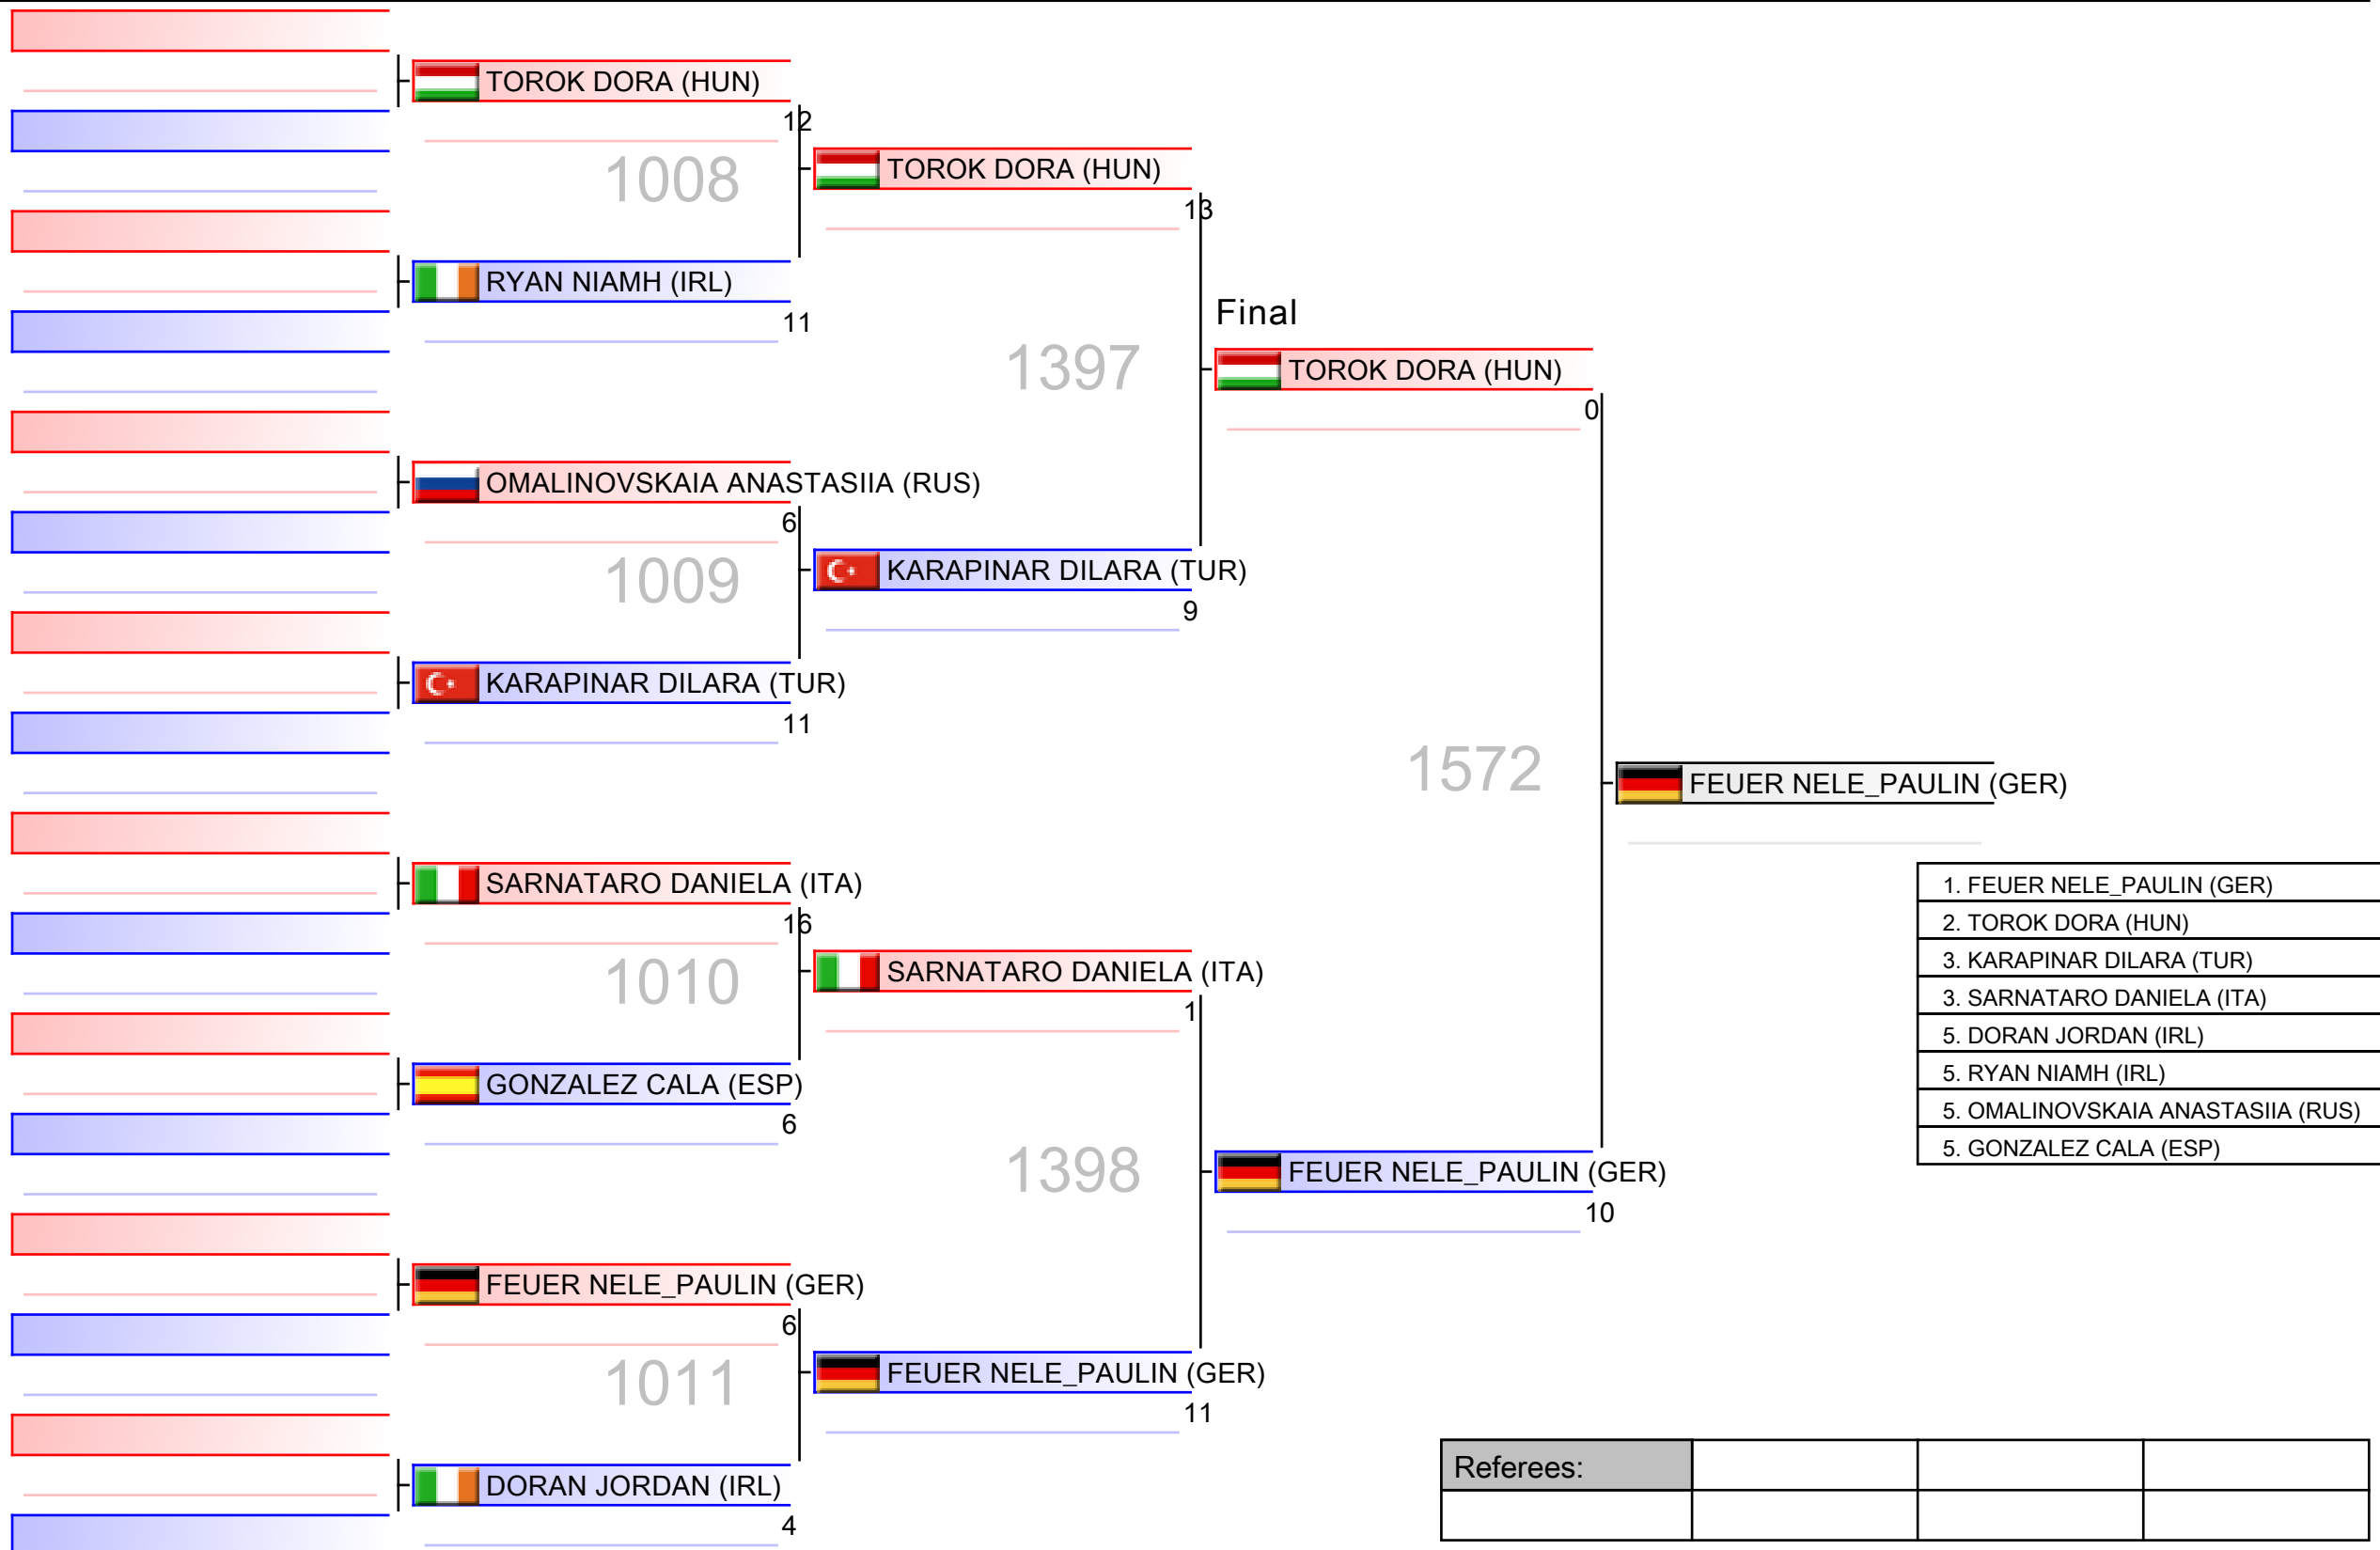 TOROK DORA (HUN)
12
1008
RYAN NIAMH (IRL)
11
OMALINOVSKAIA ANASTASIIA (RUS)
6
1009
KARAPINAR DILARA (TUR)
11
SARNATARO DANIELA (ITA)
16
1010
GONZALEZ CALA (ESP)
6
FEUER NELE_PAULIN (GER)
6
1011
DORAN JORDAN (IRL)
4
TOROK DORA (HUN)
13
1397
KARAPINAR DILARA (TUR)
9
SARNATARO DANIELA (ITA)
1
1398
FEUER NELE_PAULIN (GER)
11
Final
TOROK DORA (HUN)
0
1572
FEUER NELE_PAULIN (GER)
10
FEUER NELE_PAULIN (GER)
1. FEUER NELE_PAULIN (GER)
2. TOROK DORA (HUN)
3. KARAPINAR DILARA (TUR)
3. SARNATARO DANIELA (ITA)
5. DORAN JORDAN (IRL)
5. RYAN NIAMH (IRL)
5. OMALINOVSKAIA ANASTASIIA (RUS)
5. GONZALEZ CALA (ESP)
Referees: